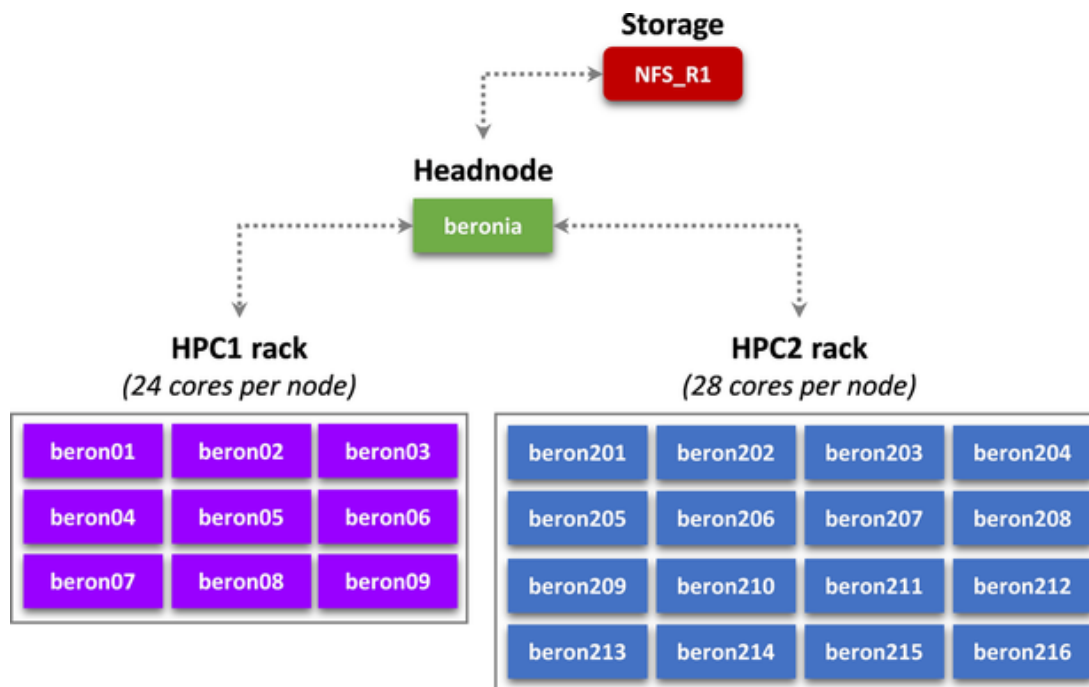 Storage
NFS_R1
Headnode
beronia
HPC1 rack
(24 cores per node)
beron01 beron02 beron03
beron04 beron05 beron06
beron07 beron08 beron09
HPC2 rack
(28 cores per node)
beron201 beron202 beron203 beron204
beron205 beron206 beron207 beron208
beron209 beron210 beron211 beron212
beron213 beron214 beron215 beron216